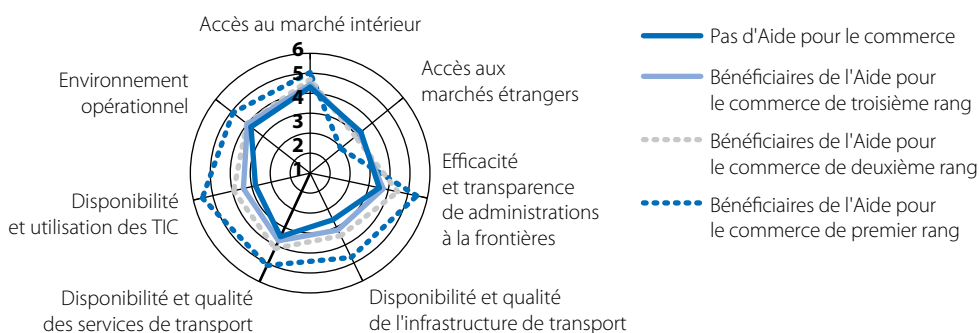 Accès au marché intérieur
6
5
4
3
2
1
Accès aux
marchés étrangers
Efficacité
et transparence
de administrations
à la frontières
Disponibilité et qualité
de l'infrastructure de transport
Disponibilité et qualité
des services de transport
Disponibilité
et utilisation des TIC
Environnement
opérationnel
Pas d'Aide pour le commerce
Bénéficiaires de l'Aide pour
le commerce de troisième rang
Bénéficiaires de l'Aide pour
le commerce de deuxième rang
Bénéficiaires de l'Aide pour
le commerce de premier rang